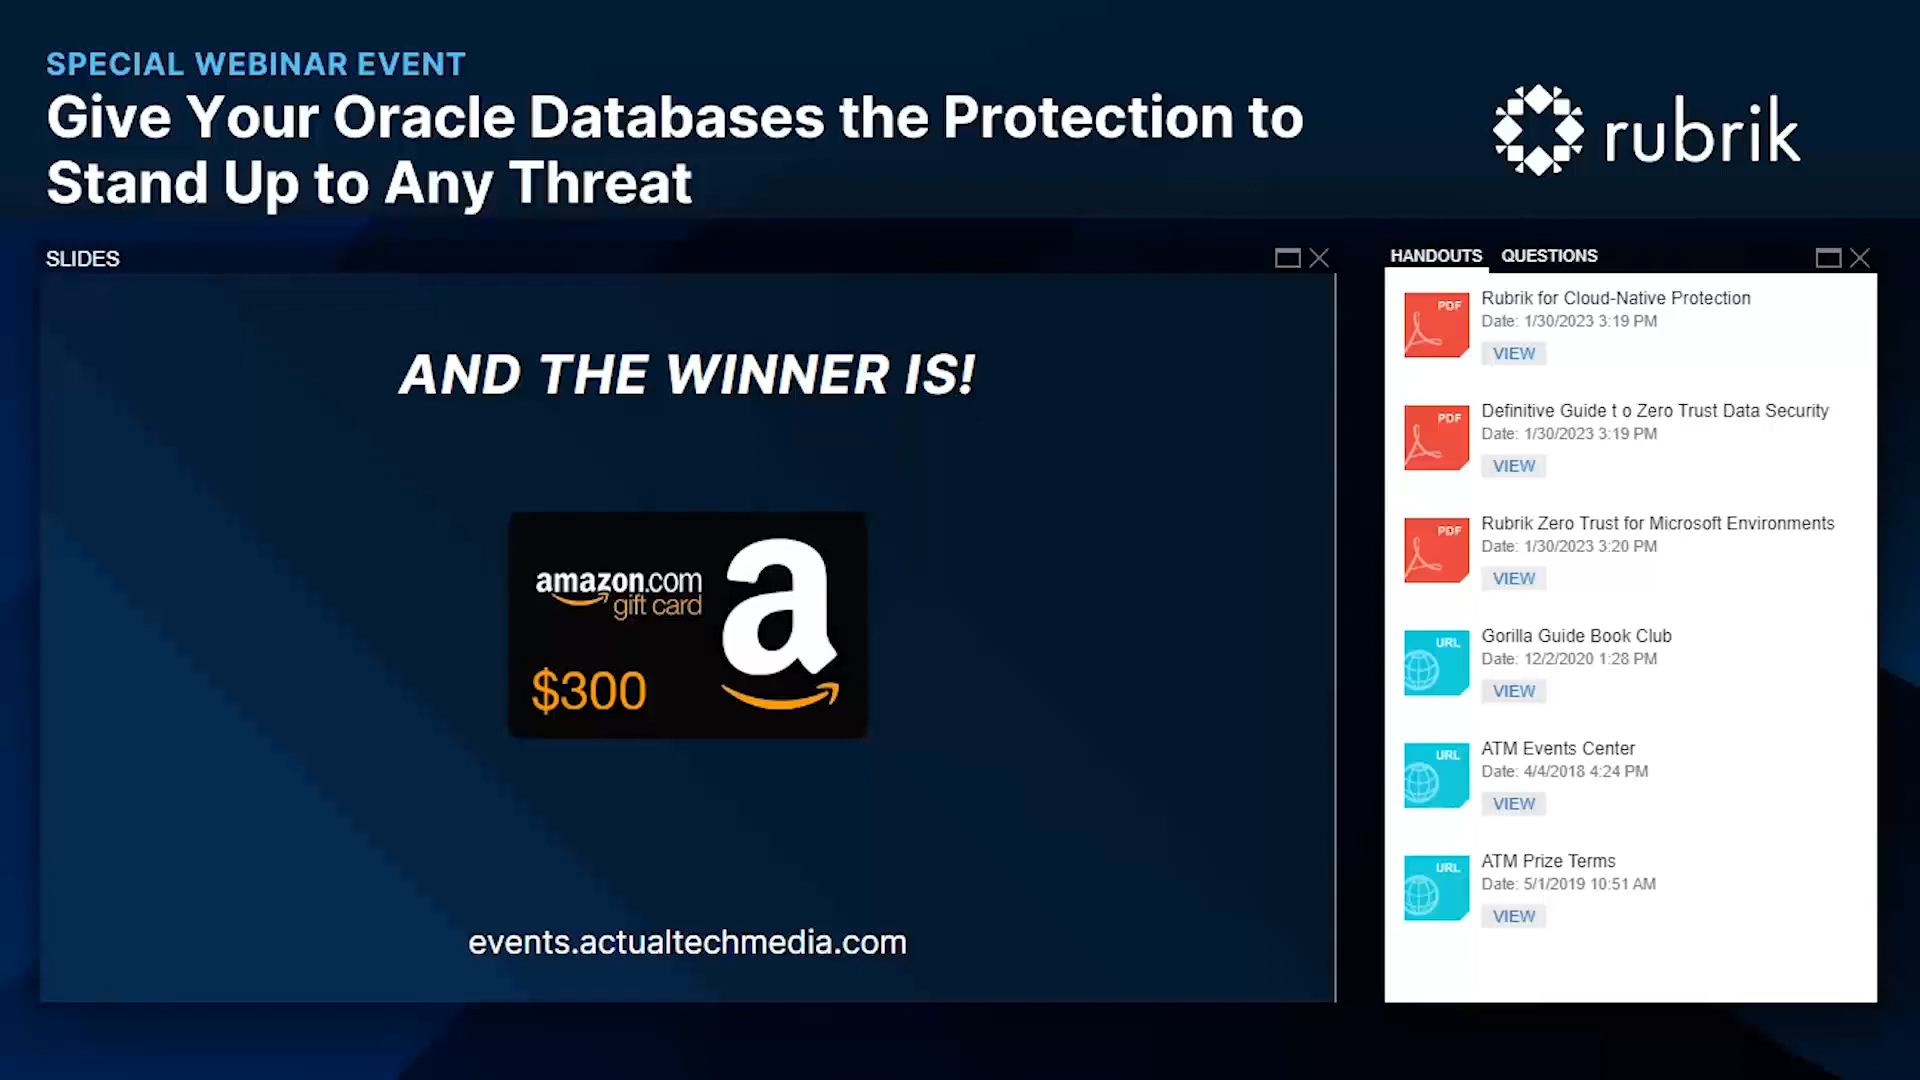 SPECIAL WEBINAR EVENT
Give Your Oracle Databases the Protection to
Stand Up to Any Threat
rubrik
SLIDES
AND THE WINNER IS!
amazon.com
gift card
a
$300
events.actualtechmedia.com
HANDOUTS QUESTIONS
PDF
Rubrik for Cloud-Native Protection
Date: 1/30/2023 3:19 PM
VIEW
PDF
Definitive Guide t o Zero Trust Data Security
Date: 1/30/2023 3:19 PM
VIEW
PDF
Rubrik Zero Trust for Microsoft Environments
Date: 1/30/2023 3:20 PM
VIEW
URL
Gorilla Guide Book Club
Date: 12/2/2020 1:28 PM
VIEW
URL
ATM Events Center
Date: 4/4/2018 4:24 PM
VIEW
URL
ATM Prize Terms
Date: 5/1/2019 10:51 AM
VIEW